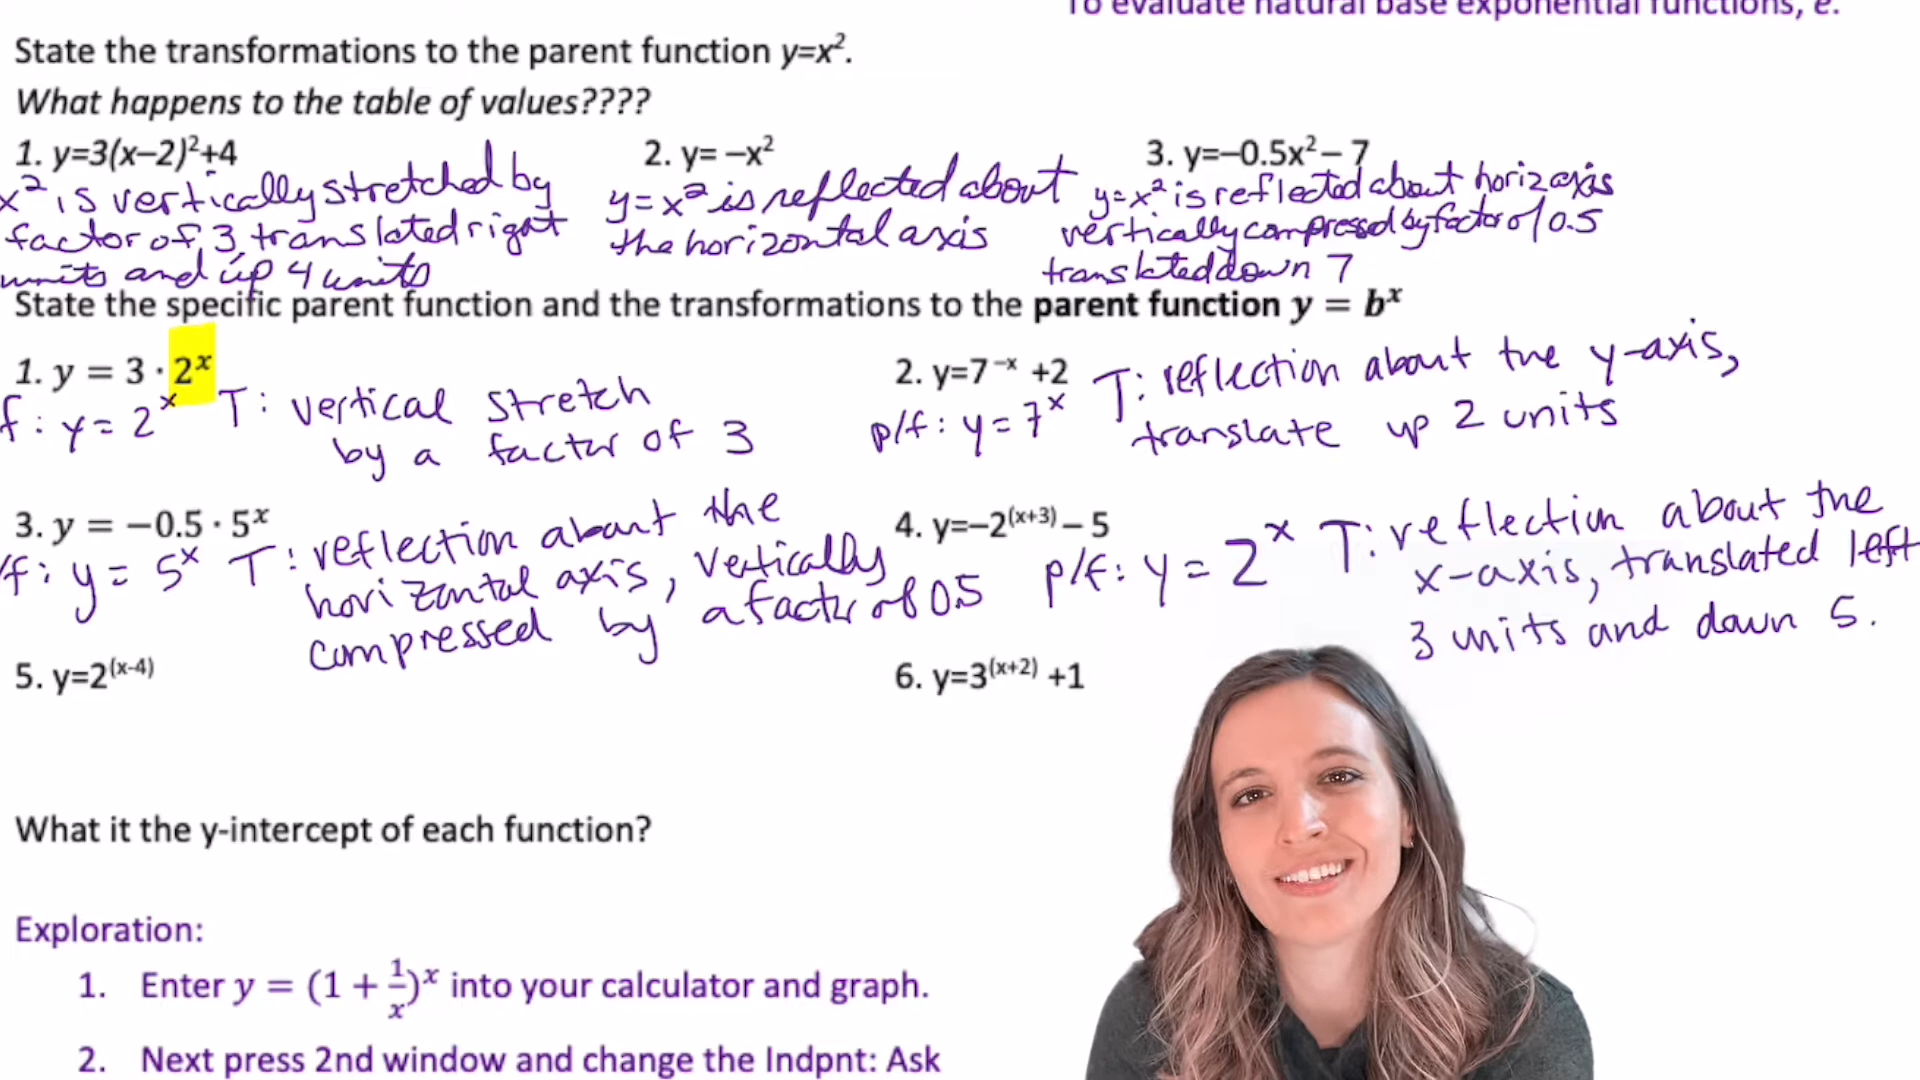 To evaluate natural base exponential functions, e.
State the transformations to the parent function y=x².
What happens to the table of values????
1. y=3(x–2)²+4
x² is vertically stretched by
factor of 3, translated right
units and up 4 units
2. y= –x²
y=x² is reflected about
the horizontal axis
3. y=–0.5x² – 7
y=x² is reflected about horiz axis
vertically compressed by factor of 0.5
translated down 7
State the specific parent function and the transformations to the parent function y = bˣ
1. y = 3 · 2ˣ
f: y = 2ˣ T: vertical stretch
by a factor of 3
2. y=7⁻ˣ +2
p/f: y = 7ˣ T: reflection about the y-axis,
translate up 2 units
3. y = −0.5 · 5ˣ
/f: y = 5ˣ T: reflection about the
horizontal axis, vertically
compressed by a factor of 0.5
4. y=–2⁽ˣ⁺³⁾ – 5
p/f: y = 2ˣ T: reflection about the
x-axis, translated left
3 units and down 5.
5. y=2⁽ˣ⁻⁴⁾
6. y=3⁽ˣ⁺²⁾ +1
What it the y-intercept of each function?
Exploration:
1. Enter y = (1 + 1/x)ˣ into your calculator and graph.
2. Next press 2nd window and change the Indpnt: Ask